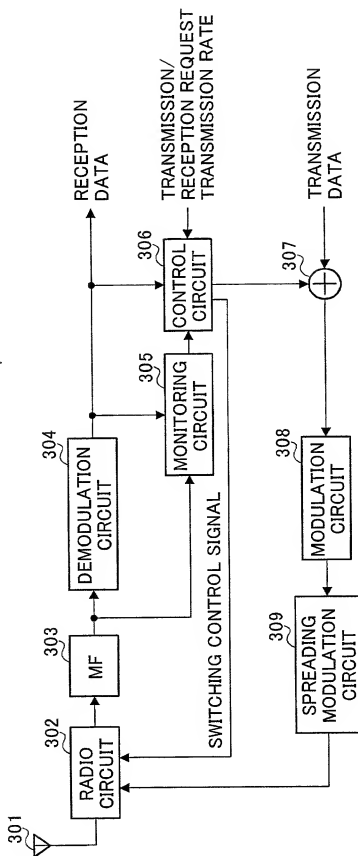 301
302
RADIO
CIRCUIT
303
MF
304
DEMODULATION
CIRCUIT
305
MONITORING
CIRCUIT
306
CONTROL
CIRCUIT
RECEPTION
DATA
TRANSMISSION/
RECEPTION REQUEST
TRANSMISSION RATE
SWITCHING CONTROL SIGNAL
307
TRANSMISSION
DATA
308
MODULATION
CIRCUIT
309
SPREADING
MODULATION
CIRCUIT